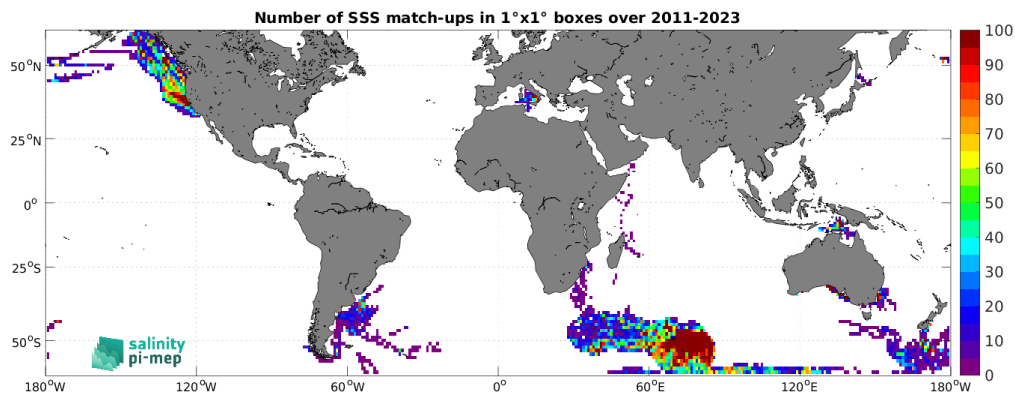 Number of SSS match-ups in 1°x1° boxes over 2011-2023
50°N
25°N
0°
25°S
50°S
180°W 120°W 60°W 0° 60°E 120°E 180°W
100
90
80
70
60
50
40
30
20
10
0
salinity
pi-mep